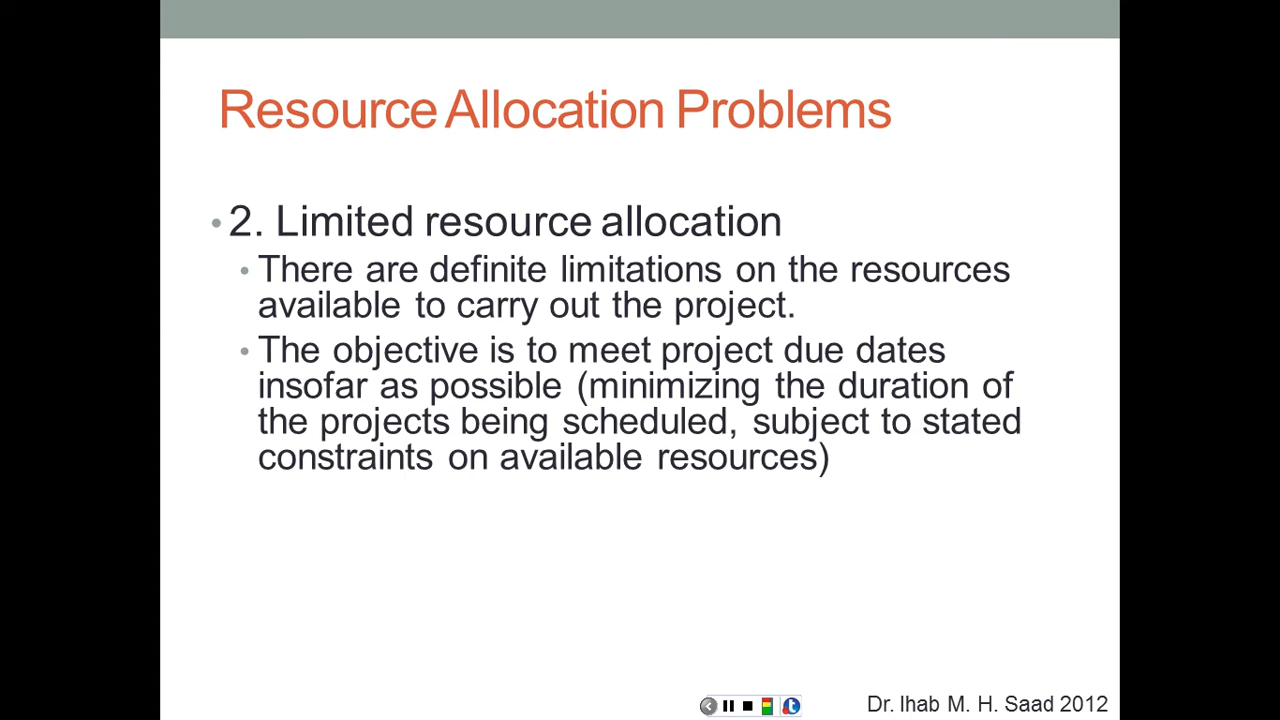 Resource Allocation Problems
• 2. Limited resource allocation
• There are definite limitations on the resources
available to carry out the project.
• The objective is to meet project due dates
insofar as possible (minimizing the duration of
the projects being scheduled, subject to stated
constraints on available resources)
Dr. Ihab M. H. Saad 2012